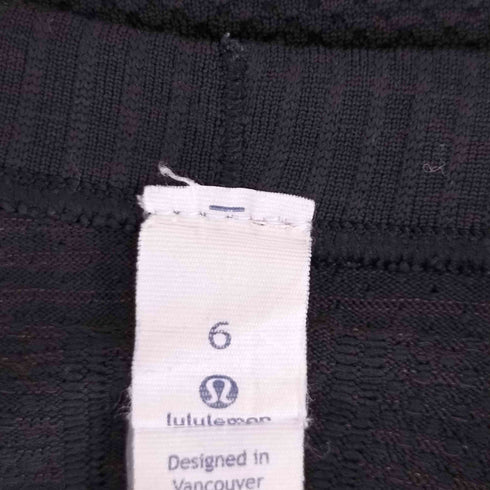 6
lululemon
Designed in
Vancouver